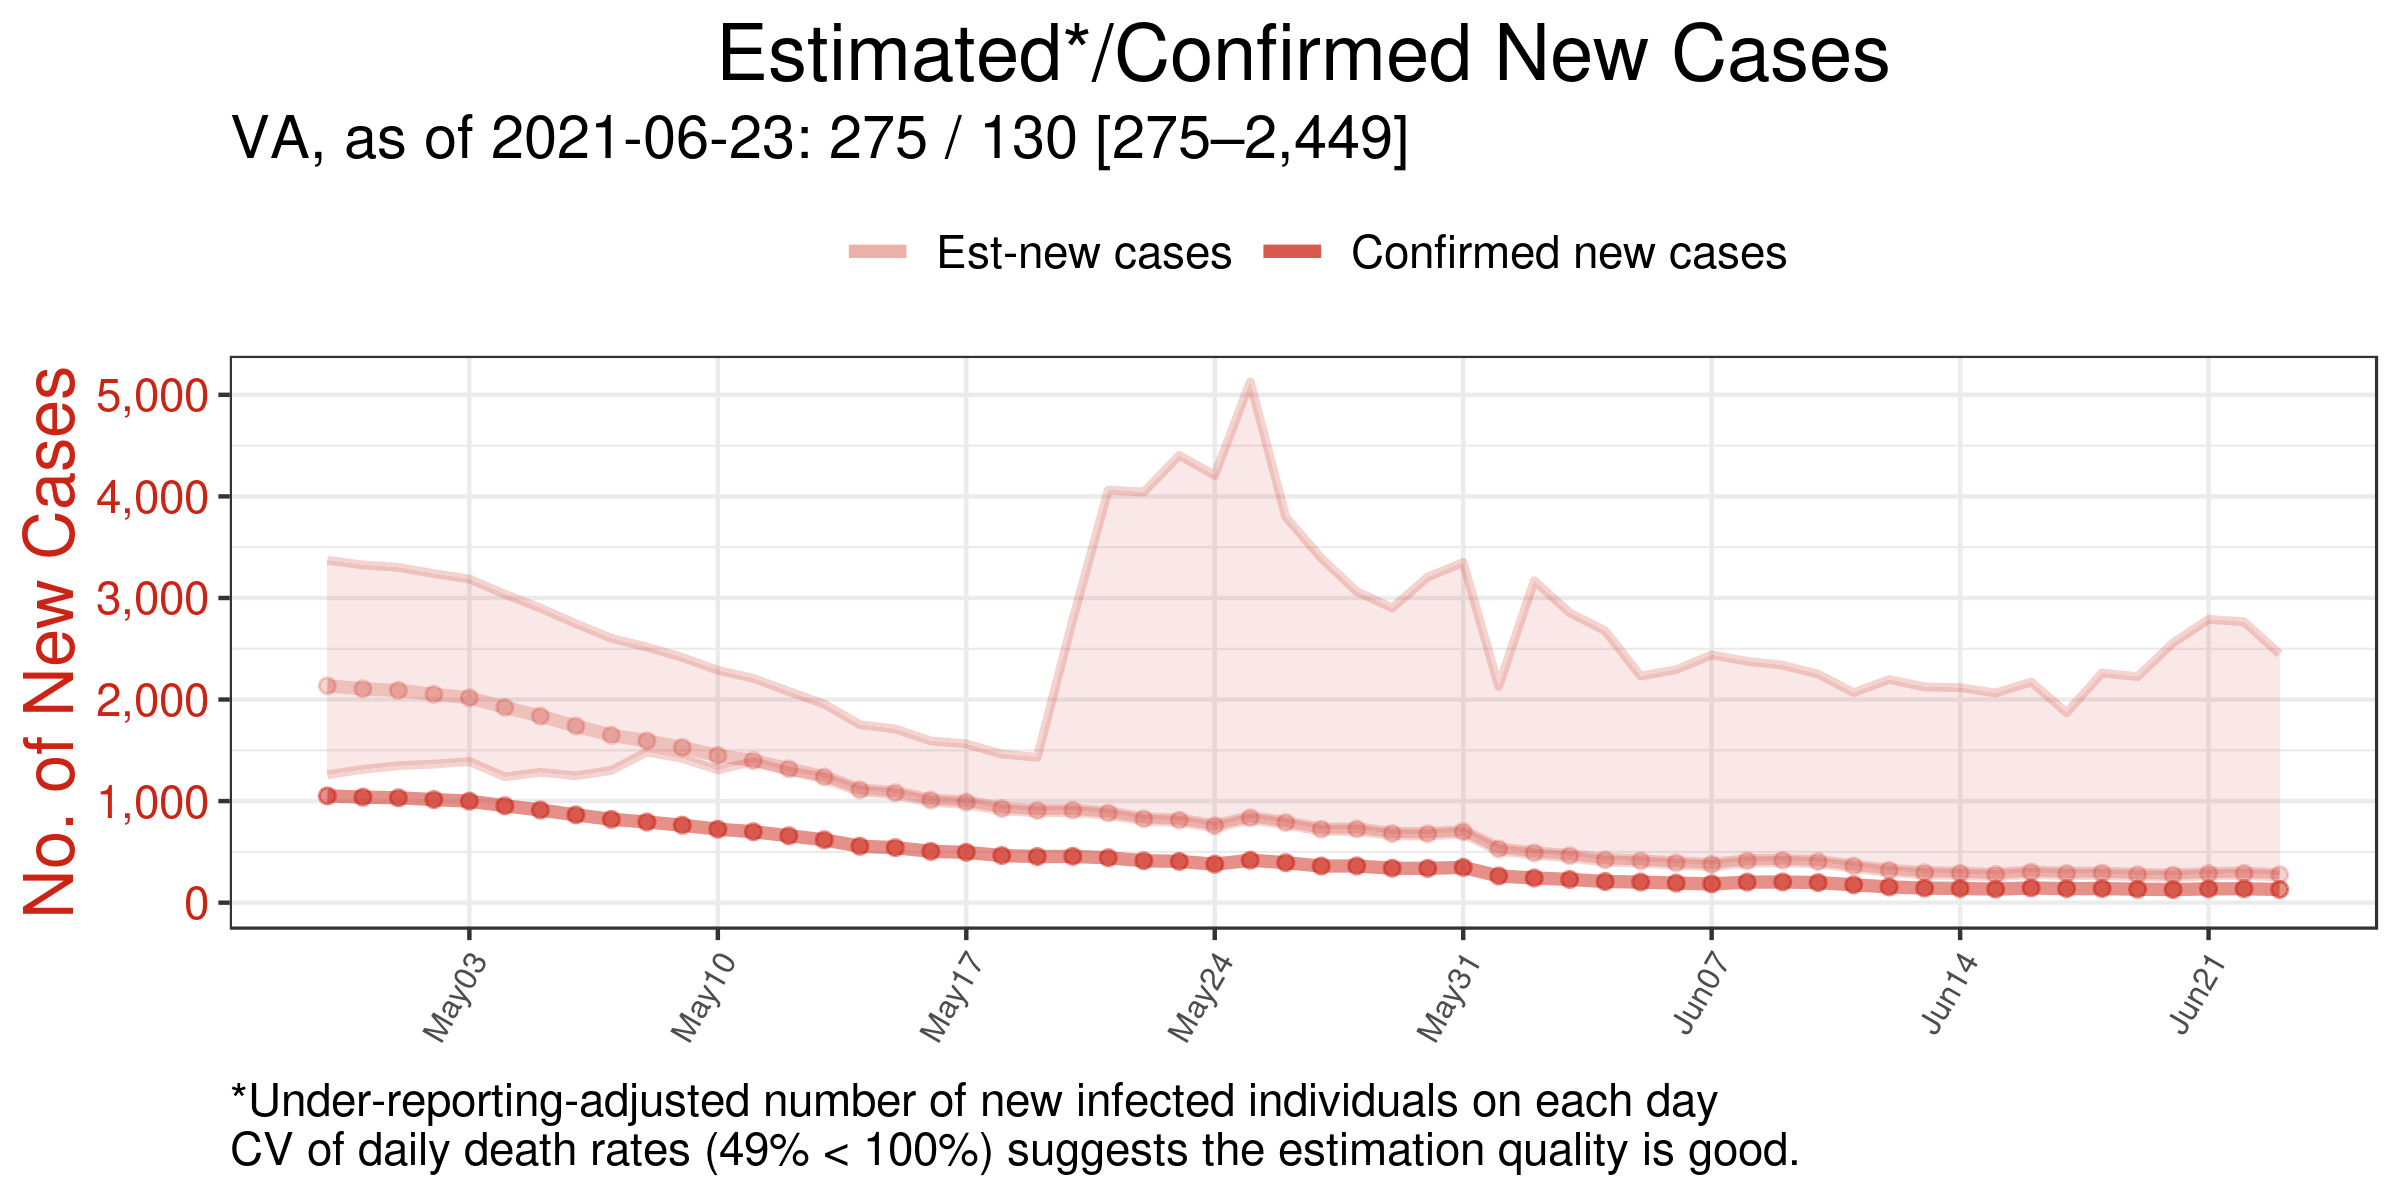 Estimated*/Confirmed New Cases
VA, as of 2021-06-23: 275 / 130 [275–2,449]
Est-new cases
Confirmed new cases
No. of New Cases
5,000
4,000
3,000
2,000
1,000
0
May03
May10
May17
May24
May31
Jun07
Jun14
Jun21
*Under-reporting-adjusted number of new infected individuals on each day
CV of daily death rates (49% < 100%) suggests the estimation quality is good.